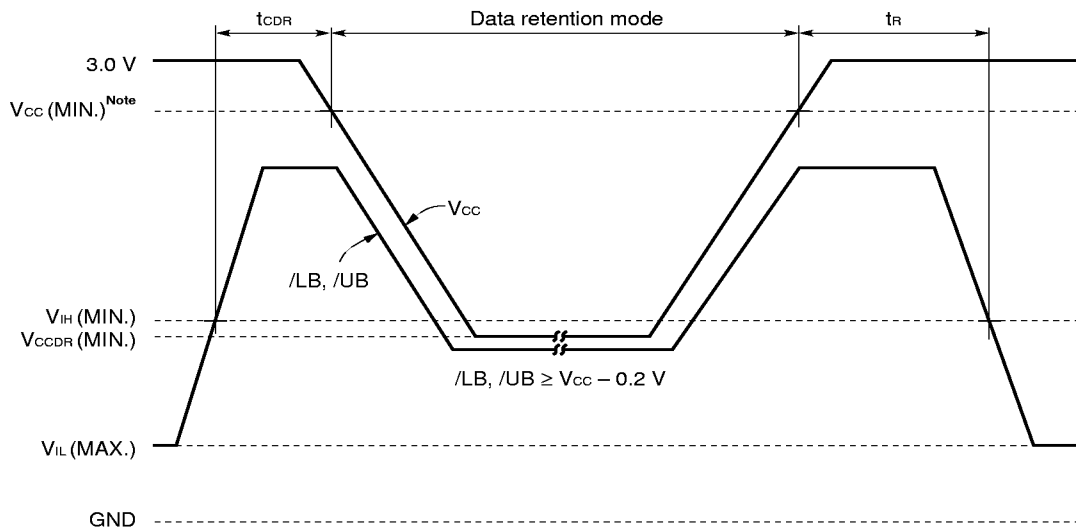 tCDR Data retention mode tR
3.0 V
VCC (MIN.)Note
VCC
/LB, /UB
VIH (MIN.)
VCCDR (MIN.)
/LB, /UB ≥ VCC – 0.2 V
VIL (MAX.)
GND